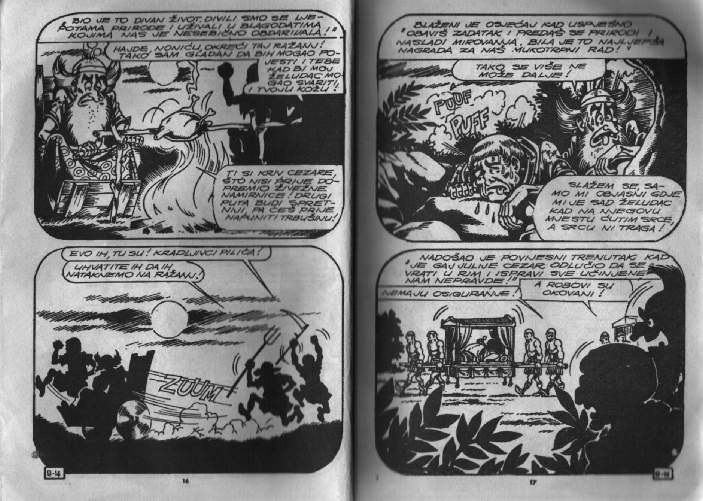 BIO JE TO DIVAN ŽIVOT, DIVILI SMO SE LJE-
POTAMA PRIRODE I UŽIVALI U BLAGODATIMA
KOJIMA NAS JE NESEBIČNO OBDARIVALA!"
HAJDE, NONIĆU, OKREĆI TAJ RAŽANJ!
TAKO SAM GLADAN DA BIH MOGAO PO-
JESTI I TEBE
KAD BI MOJ
ŽELUDAC MO-
GAO SVARITI
I TVOJU KOŽU!
TI SI KRIV CEZARE,
ŠTO NISI PRIJE DO-
PREMIO ŽIVEŽNE
NAMIRNICE! DRUGI
PUTA BUDI SPRET-
NIJI, PA ĆEŠ PRIJE
NAPUNITI TRBUŠINU!
EVO IH, TU SU! KRADLJIVCI PILIĆA!
UHVATITE IH DA IH
NATAKNEMO NA RAŽANJ!
ZUUM
9-14
16
BLAŽENI JE OSJEĆAJ KAD USPJEŠNO
"OBAVIŠ ZADATAK I PREDAŠ SE PRIRODI I
NASLADI MIROVANJA, BILA JE TO NAJLJEPŠA
NAGRADA ZA NAŠ MUKOTRPNI RAD!"
TAKO SE VIŠE NE
MOŽE DALJE!
PUUF
PUFF
SLAŽEM SE, SA-
MO MI OBJASNI GDJE
MI JE SAD ŽELUDAC
KAD NA NJEGOVU
MJESTU ĆUTIM SRCE,
A SRCU NI TRAGA!
NADOŠAO JE POVIJESNI TRENUTAK KAD
"JE GAJ JULIJE CEZAR ODLUČIO DA SE
VRATI U RIM I ISPRAVI SVE UČINJENE
NAM NEPRAVDE!"
NEMAJU OSIGURANJE!
A ROBOVI SU
OKOVANI!
17